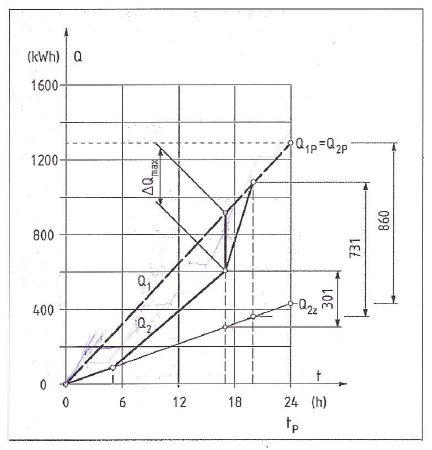 (kWh) Q
1600
1200
800
400
0
ΔQmax
Q1P=Q2P
Q1
Q2
Q2z
301
731
860
t
0 6 12 18 24 (h)
tP